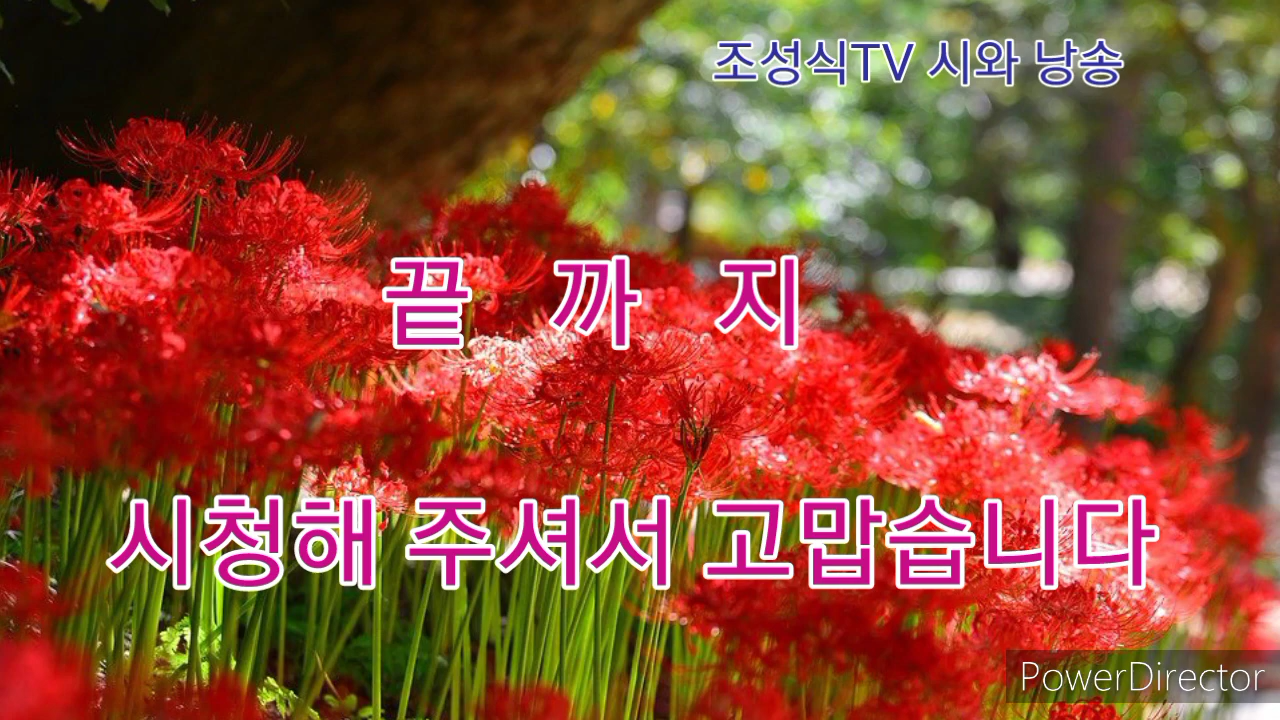 조성식TV 시와 낭송
끝 까 지
시청해 주셔서 고맙습니다
PowerDirector